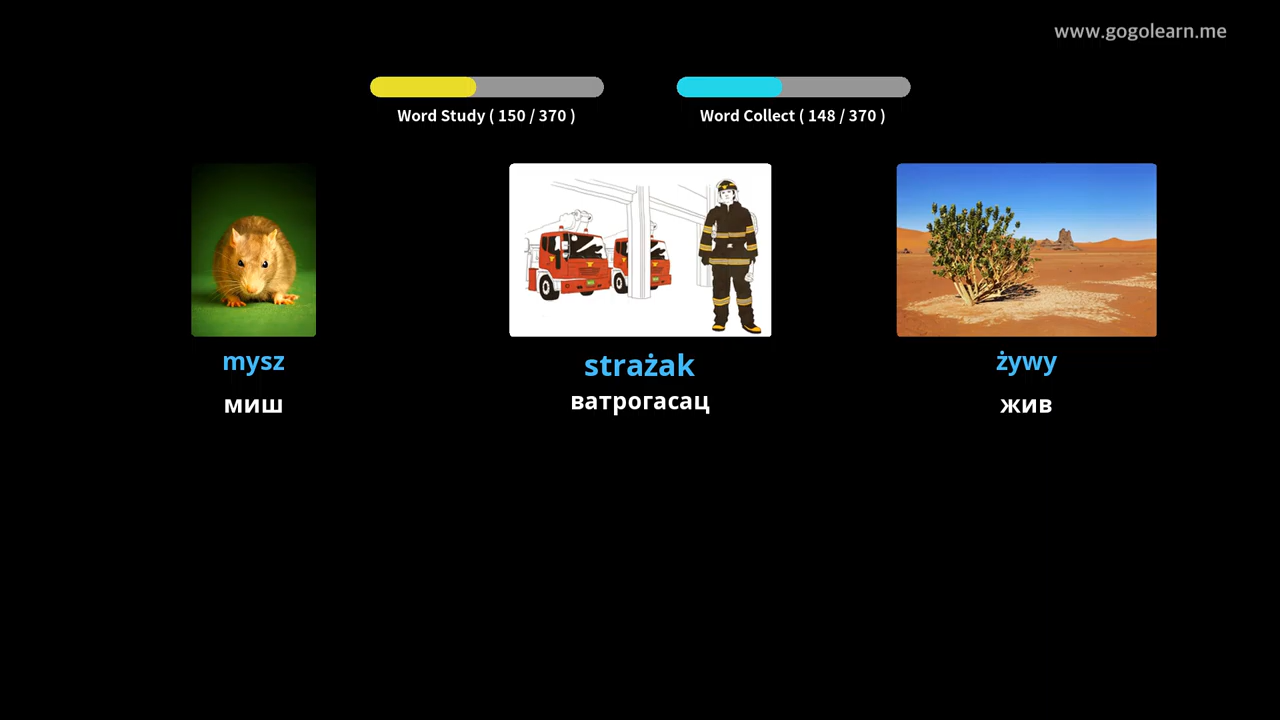 www.gogolearn.me
Word Study ( 150 / 370 )
Word Collect ( 148 / 370 )
mysz
strażak
żywy
миш
ватрогасац
жив